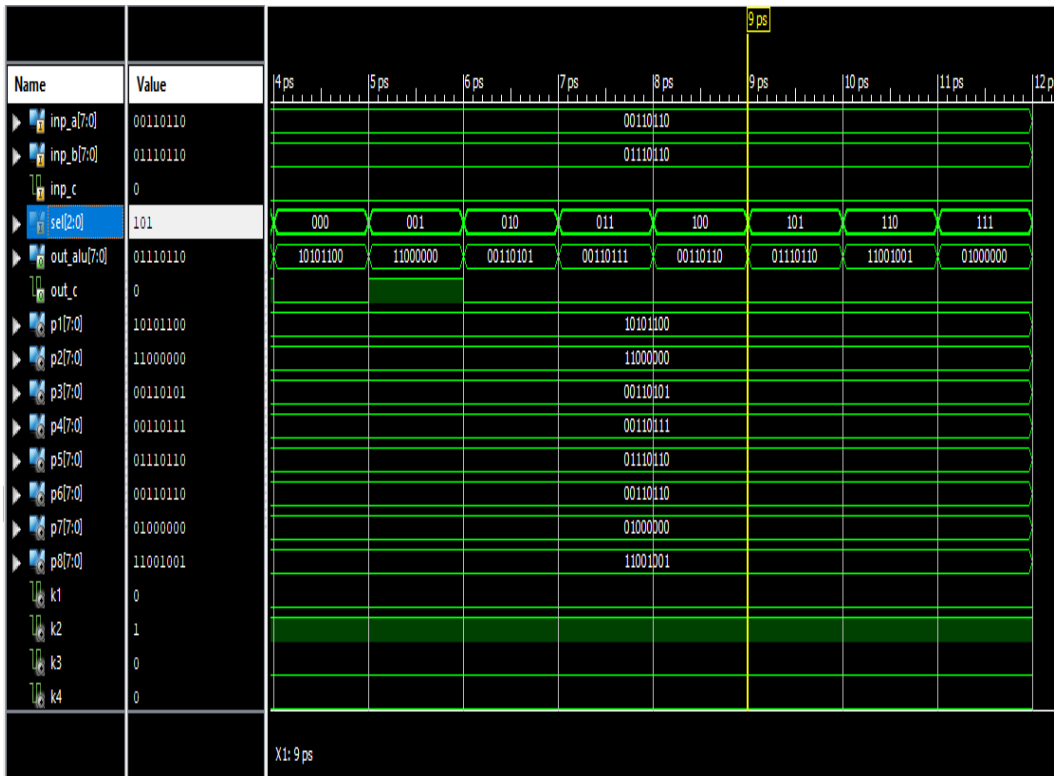 9 ps
Name Value 4 ps 5 ps 6 ps 7 ps 8 ps 9 ps 10 ps 11 ps 12 p
inp_a[7:0] 00110110 00110110
inp_b[7:0] 01110110 01110110
inp_c 0
sel[2:0] 101 000 001 010 011 100 101 110 111
out_alu[7:0] 01110110 10101100 11000000 00110101 00110111 00110110 01110110 11001001 01000000
out_c 0
p1[7:0] 10101100 10101100
p2[7:0] 11000000 11000000
p3[7:0] 00110101 00110101
p4[7:0] 00110111 00110111
p5[7:0] 01110110 01110110
p6[7:0] 00110110 00110110
p7[7:0] 01000000 01000000
p8[7:0] 11001001 11001001
k1 0
k2 1
k3 0
k4 0
X1: 9 ps